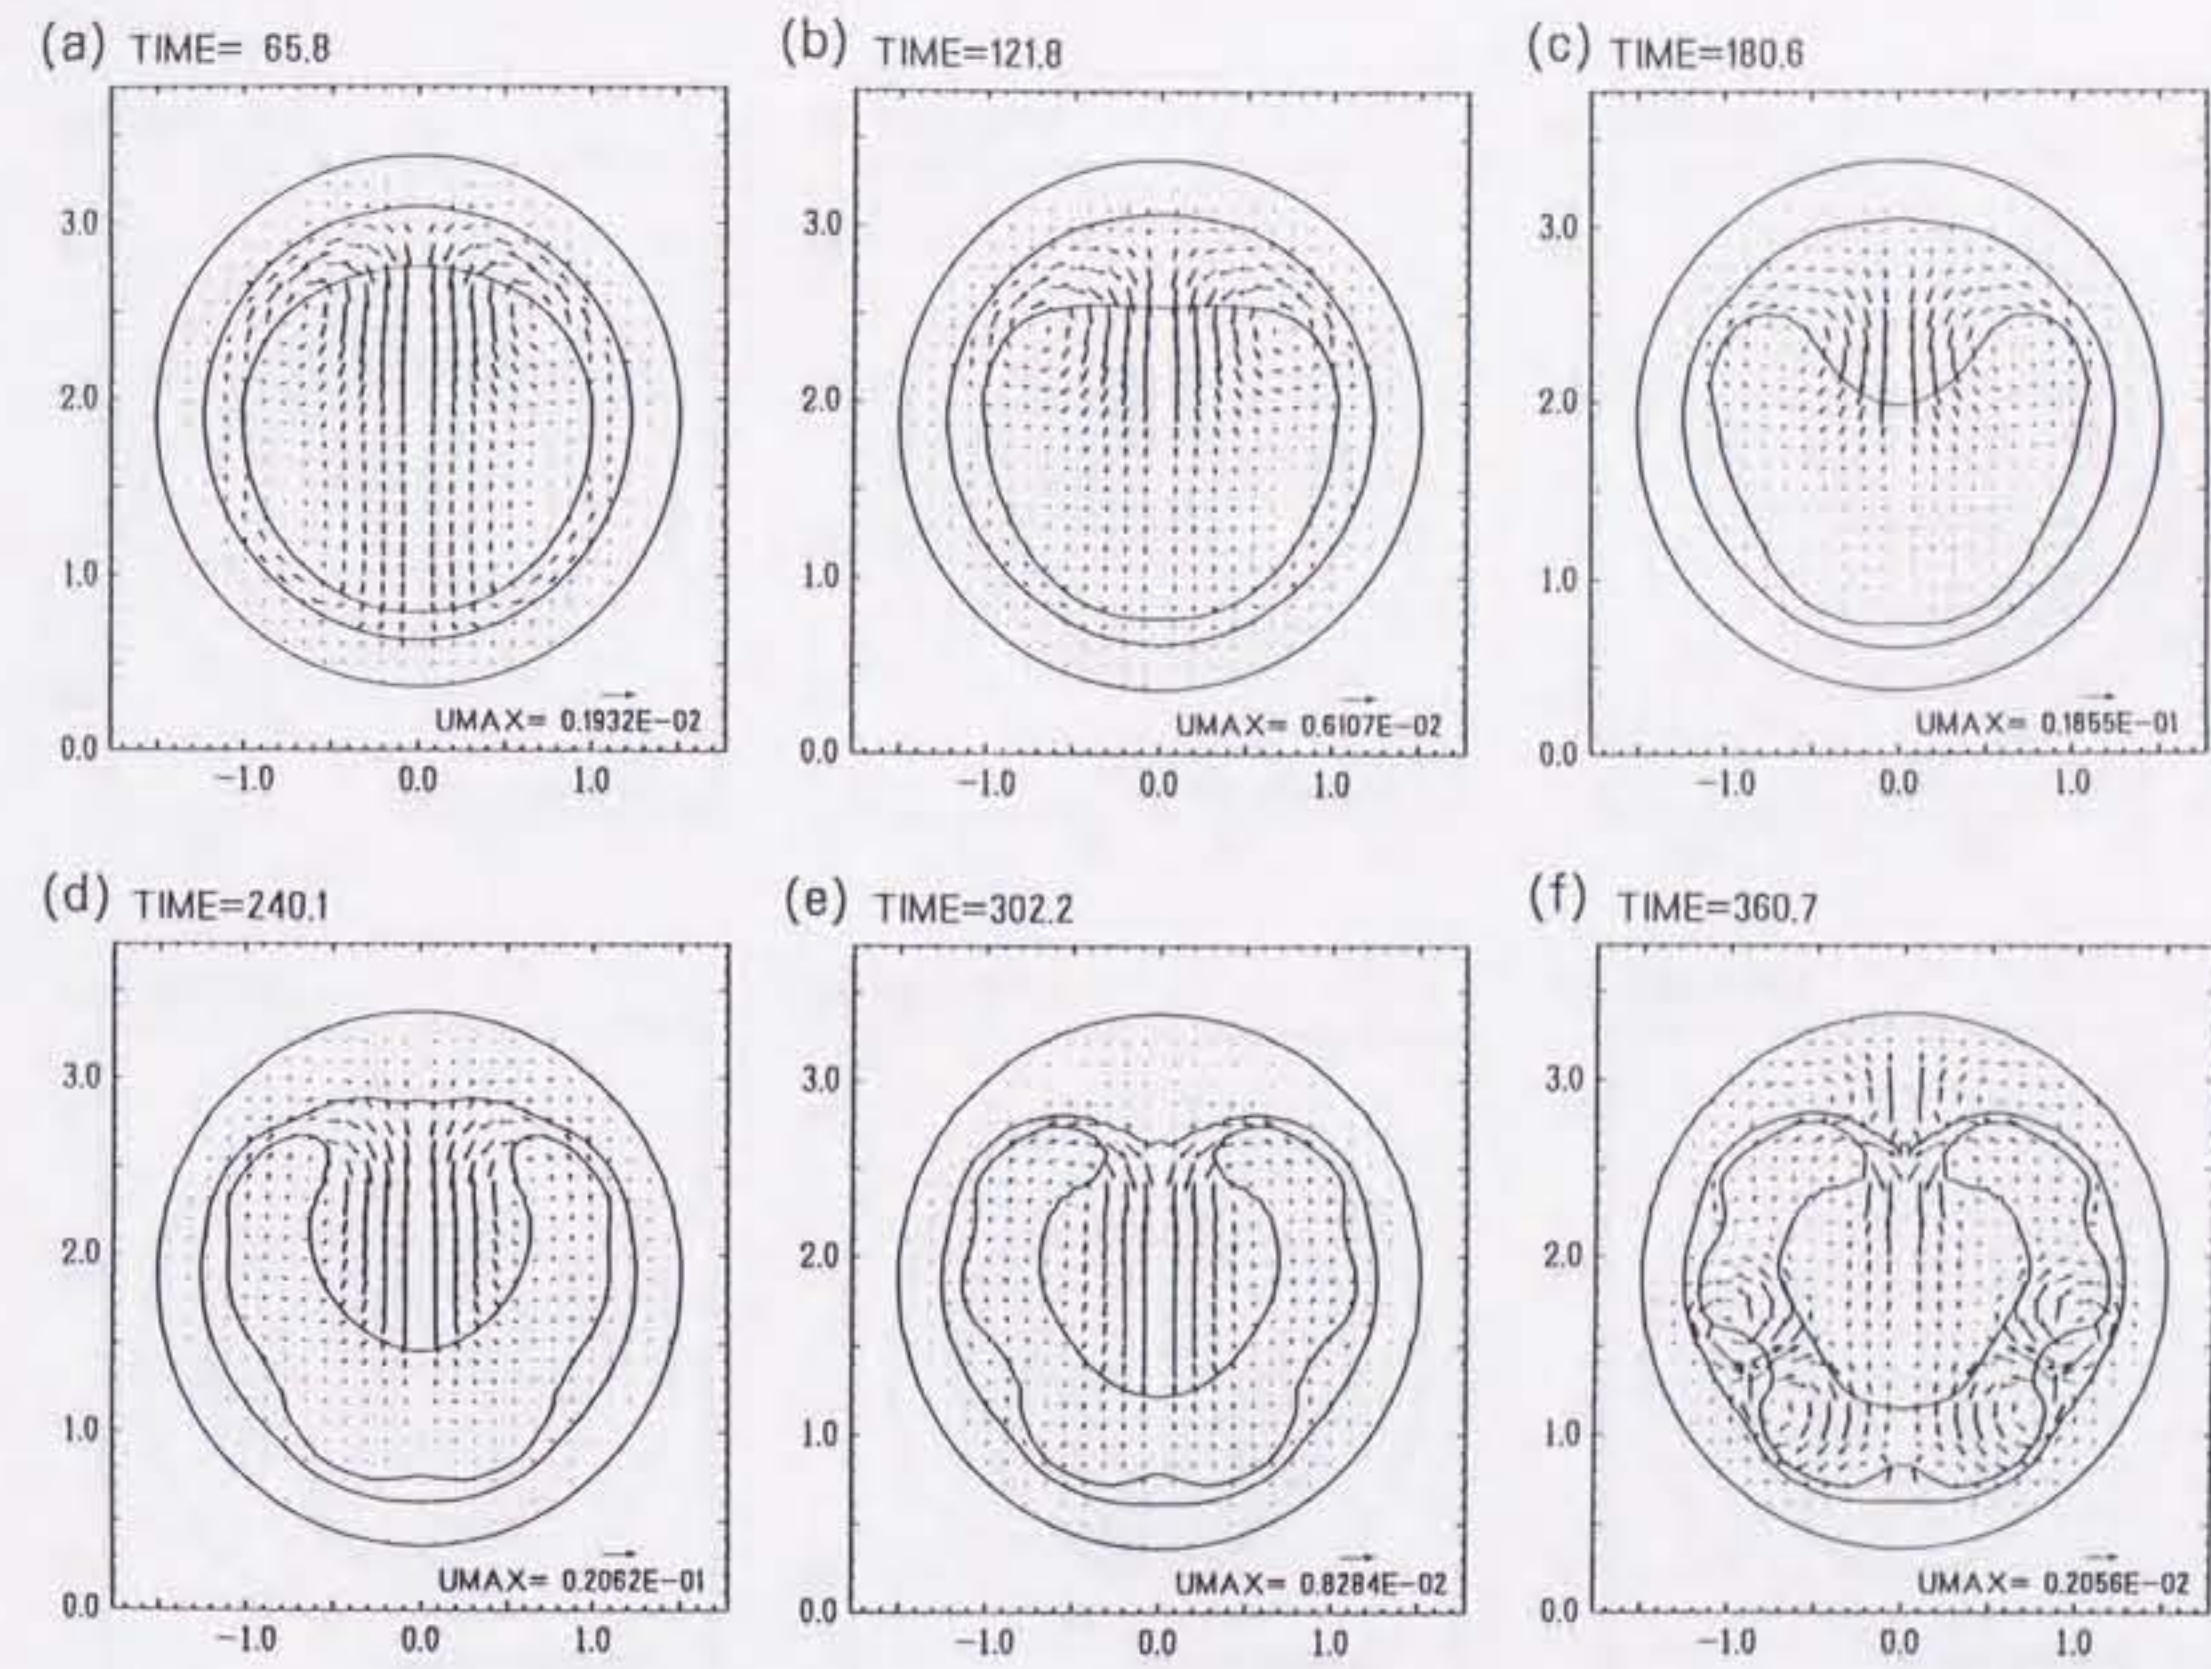 (a) TIME= 65.8
3.0
2.0
1.0
0.0
-1.0 0.0 1.0
UMAX= 0.1932E-02
(b) TIME=121.8
3.0
2.0
1.0
0.0
-1.0 0.0 1.0
UMAX= 0.6107E-02
(c) TIME=180.6
3.0
2.0
1.0
0.0
-1.0 0.0 1.0
UMAX= 0.1855E-01
(d) TIME=240.1
3.0
2.0
1.0
0.0
-1.0 0.0 1.0
UMAX= 0.2062E-01
(e) TIME=302.2
3.0
2.0
1.0
0.0
-1.0 0.0 1.0
UMAX= 0.8284E-02
(f) TIME=360.7
3.0
2.0
1.0
0.0
-1.0 0.0 1.0
UMAX= 0.2056E-02